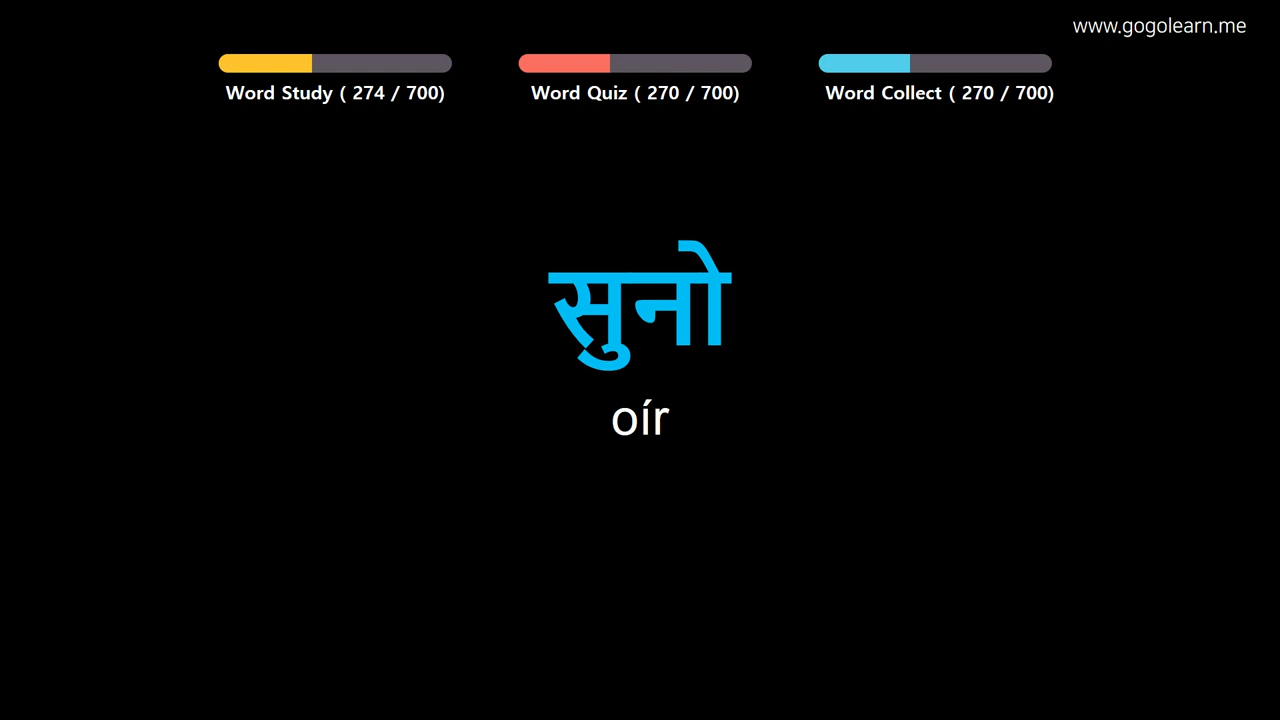 www.gogolearn.me
Word Study ( 274 / 700)
Word Quiz ( 270 / 700)
Word Collect ( 270 / 700)
सुनो
oír